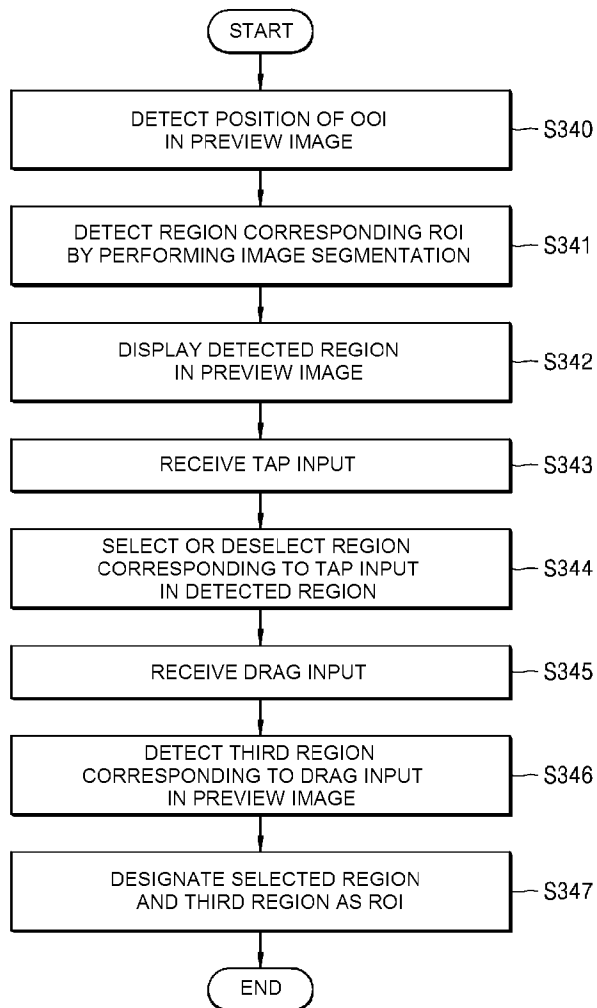 START
DETECT POSITION OF OOI
IN PREVIEW IMAGE
S340
DETECT REGION CORRESPONDING ROI
BY PERFORMING IMAGE SEGMENTATION
S341
DISPLAY DETECTED REGION
IN PREVIEW IMAGE
S342
RECEIVE TAP INPUT
S343
SELECT OR DESELECT REGION
CORRESPONDING TO TAP INPUT
IN DETECTED REGION
S344
RECEIVE DRAG INPUT
S345
DETECT THIRD REGION
CORRESPONDING TO DRAG INPUT
IN PREVIEW IMAGE
S346
DESIGNATE SELECTED REGION
AND THIRD REGION AS ROI
S347
END